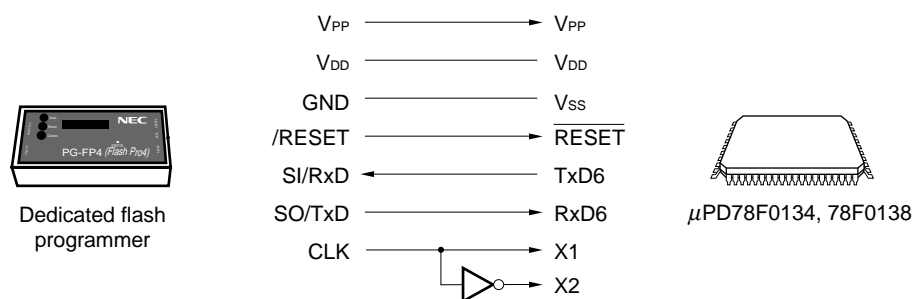 VPP VPP
VDD VDD
GND VSS
/RESET RESET
SI/RxD TxD6
SO/TxD RxD6
CLK X1
X2
NEC
PG-FP4 (Flash Pro4)
Dedicated flash
programmer
μPD78F0134, 78F0138